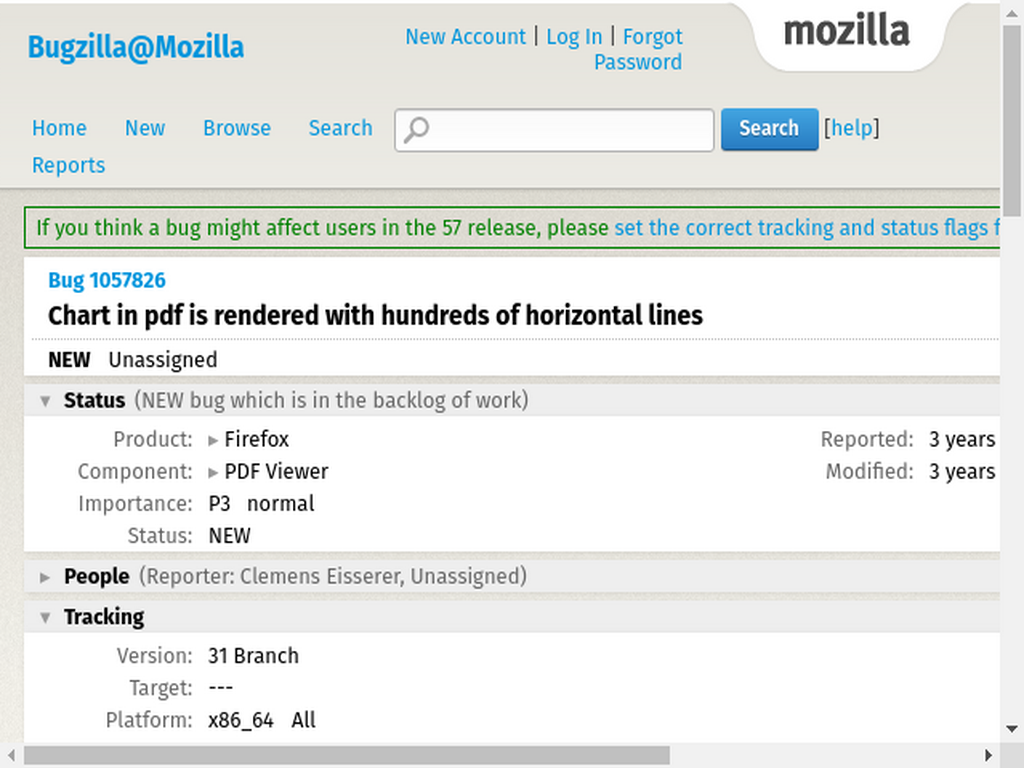 Bugzilla@Mozilla
New Account | Log In | Forgot
Password
mozilla
Home New Browse Search Search [help]
Reports
If you think a bug might affect users in the 57 release, please set the correct tracking and status flags f
Bug 1057826
Chart in pdf is rendered with hundreds of horizontal lines
NEW Unassigned
▾ Status (NEW bug which is in the backlog of work)
Product: ▸ Firefox Reported: 3 years
Component: ▸ PDF Viewer Modified: 3 years
Importance: P3 normal
Status: NEW
▸ People (Reporter: Clemens Eisserer, Unassigned)
▾ Tracking
Version: 31 Branch
Target: ---
Platform: x86_64 All